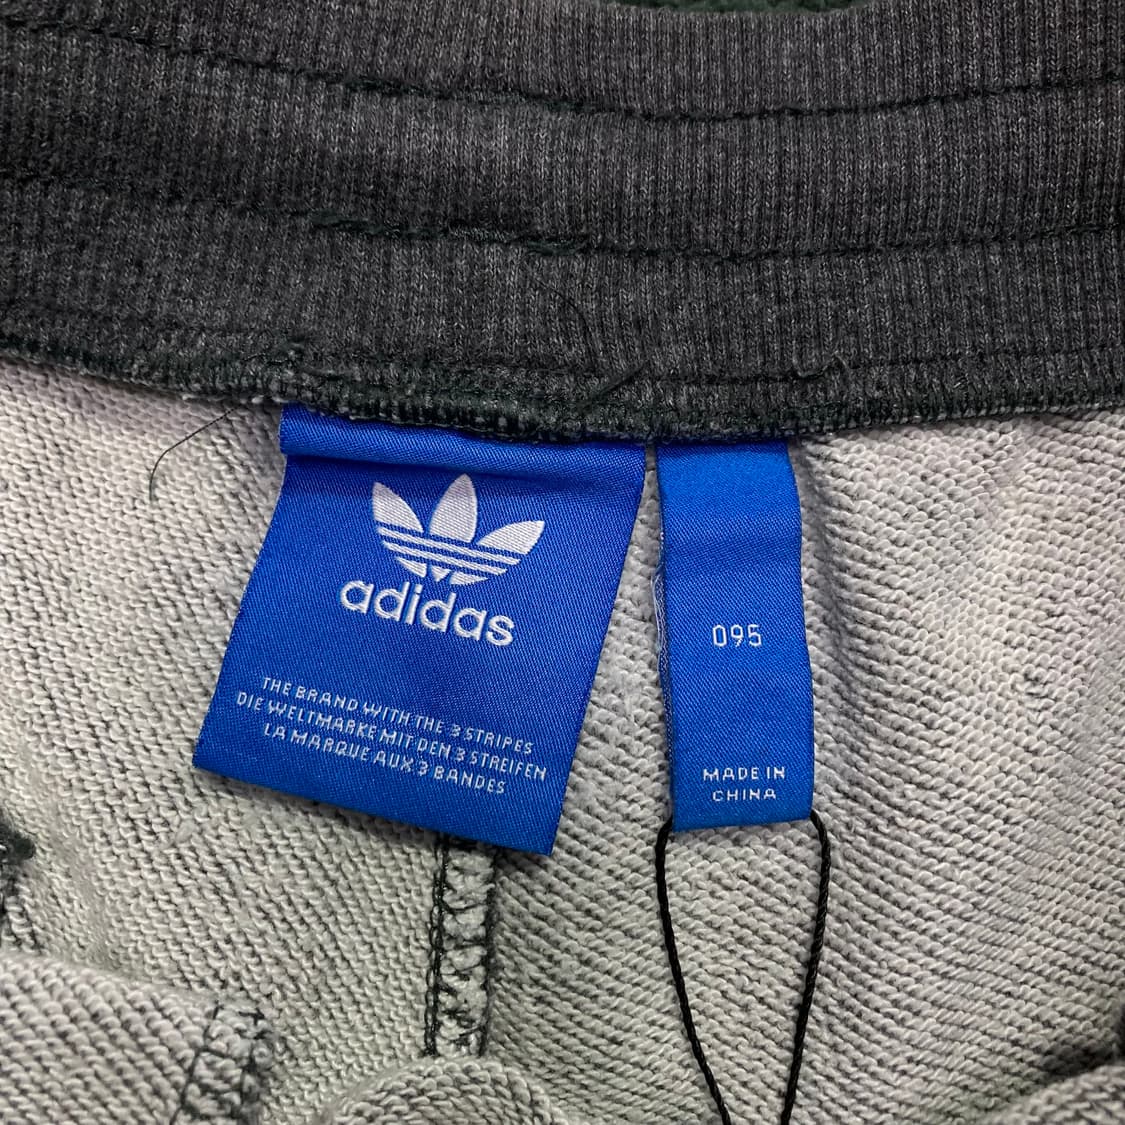 adidas
THE BRAND WITH THE 3 STRIPES
DIE WELTMARKE MIT DEN 3 STREIFEN
LA MARQUE AUX 3 BANDES
095
MADE IN
CHINA